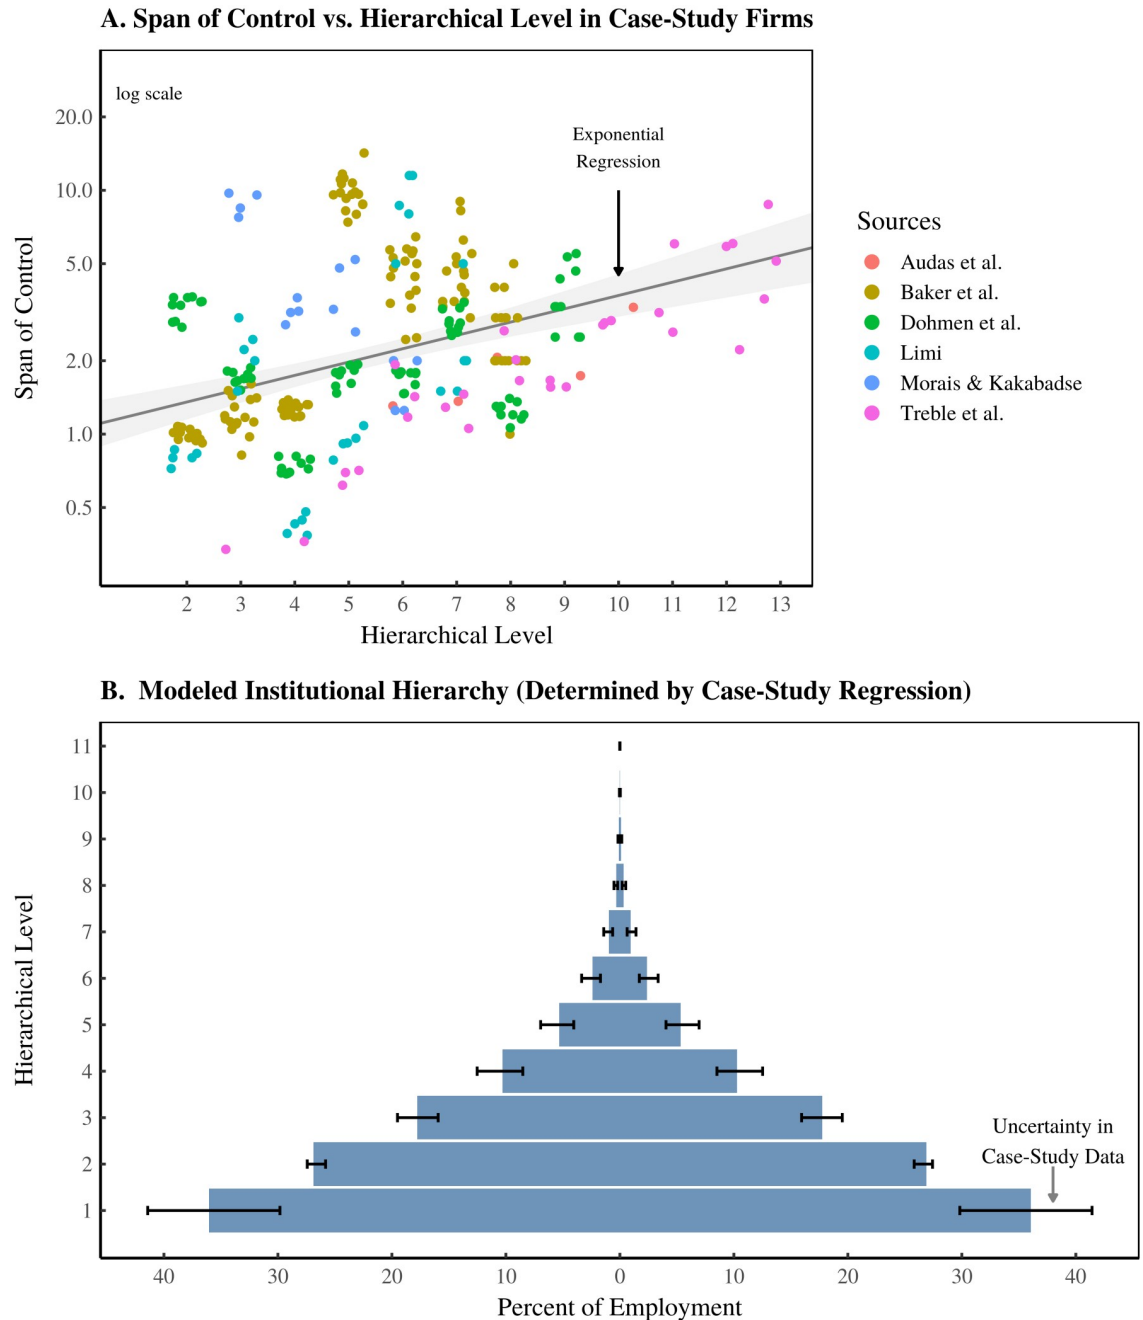 A. Span of Control vs. Hierarchical Level in Case-Study Firms
log scale
Exponential
Regression
20.0
10.0
5.0
2.0
1.0
0.5
Span of Control
2 3 4 5 6 7 8 9 10 11 12 13
Hierarchical Level
Sources
Audas et al.
Baker et al.
Dohmen et al.
Limi
Morais & Kakabadse
Treble et al.
B. Modeled Institutional Hierarchy (Determined by Case-Study Regression)
11
10
9
8
7
6
5
4
3
2
1
Hierarchical Level
Uncertainty in
Case-Study Data
40 30 20 10 0 10 20 30 40
Percent of Employment